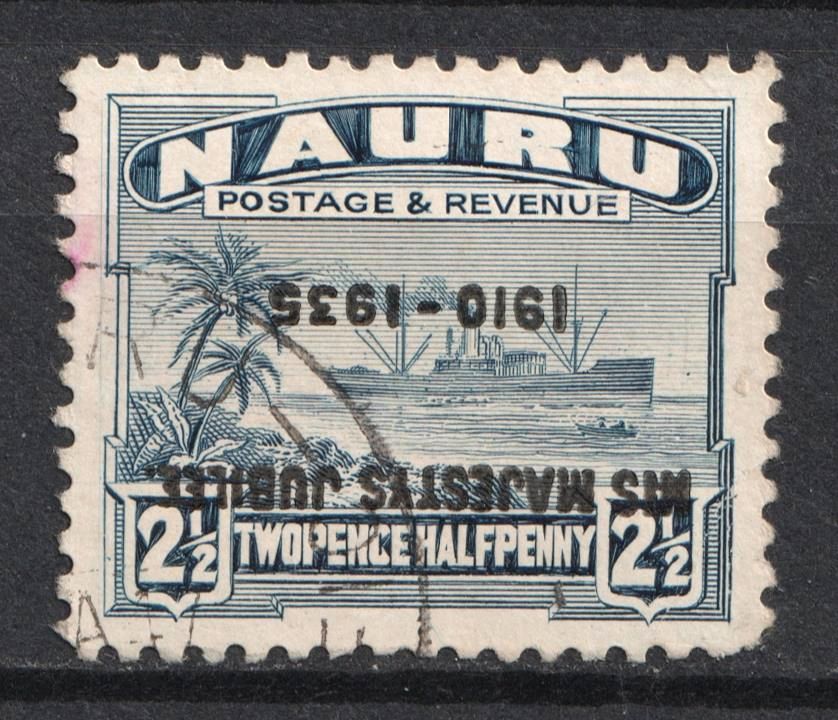 NAURU
POSTAGE & REVENUE
HIS MAJESTYS JUBILEE
1910 - 1935
2½ TWOPENCE HALFPENNY 2½